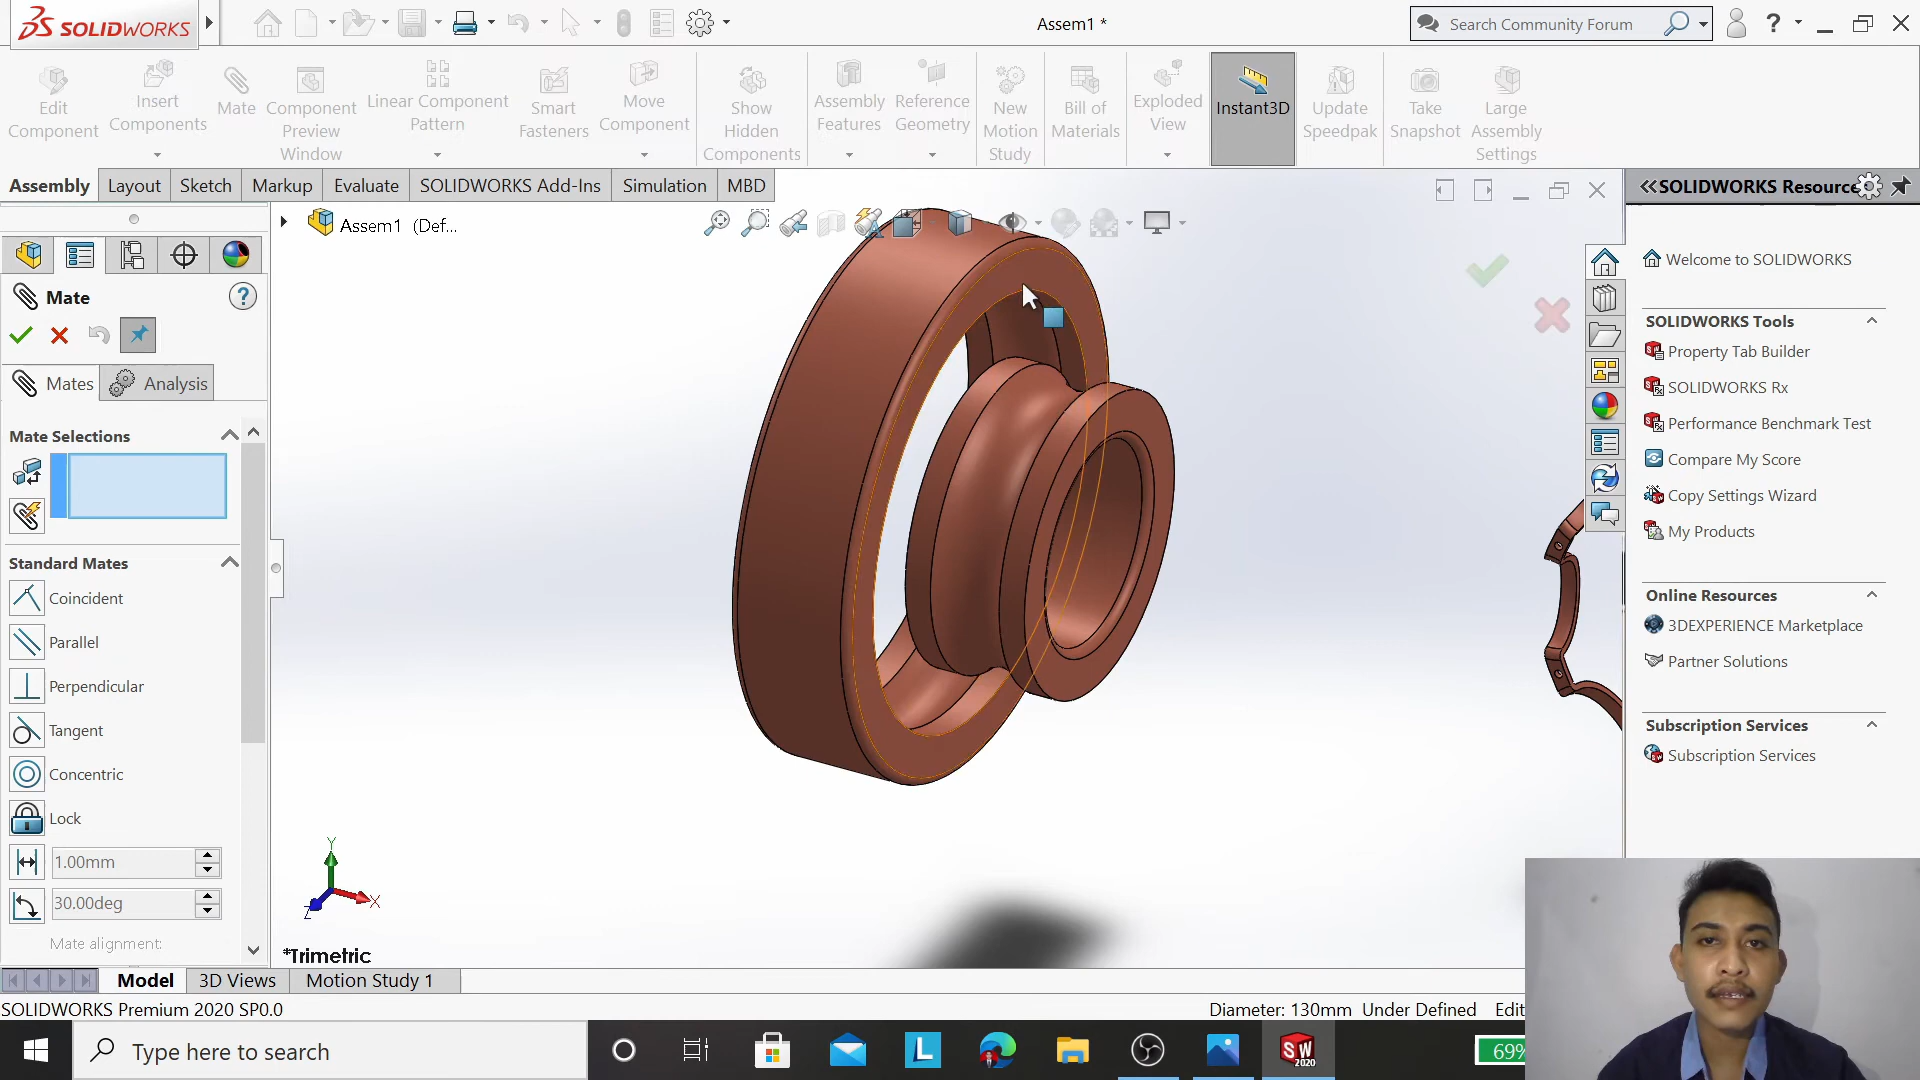 SOLIDWORKS
Assem1 *
Search Community Forum
?
Edit Component
Insert Components
Mate
Component Preview Window
Linear Component Pattern
Smart Fasteners
Move Component
Show Hidden Components
Assembly Features
Reference Geometry
New Motion Study
Bill of Materials
Exploded View
Instant3D
Update Speedpak
Take Snapshot
Large Assembly Settings
Assembly
Layout
Sketch
Markup
Evaluate
SOLIDWORKS Add-Ins
Simulation
MBD
Assem1 (Def...
Mate
?
Mates
Analysis
Mate Selections
Standard Mates
Coincident
Parallel
Perpendicular
Tangent
Concentric
Lock
1.00mm
30.00deg
Mate alignment:
Y
X
Z
*Trimetric
SOLIDWORKS Resource
Welcome to SOLIDWORKS
SOLIDWORKS Tools
Property Tab Builder
SOLIDWORKS Rx
Performance Benchmark Test
Compare My Score
Copy Settings Wizard
My Products
Online Resources
3DEXPERIENCE Marketplace
Partner Solutions
Subscription Services
Subscription Services
Model
3D Views
Motion Study 1
SOLIDWORKS Premium 2020 SP0.0
Diameter: 130mm
Under Defined
Edit
Type here to search
L
SW
2020
69%